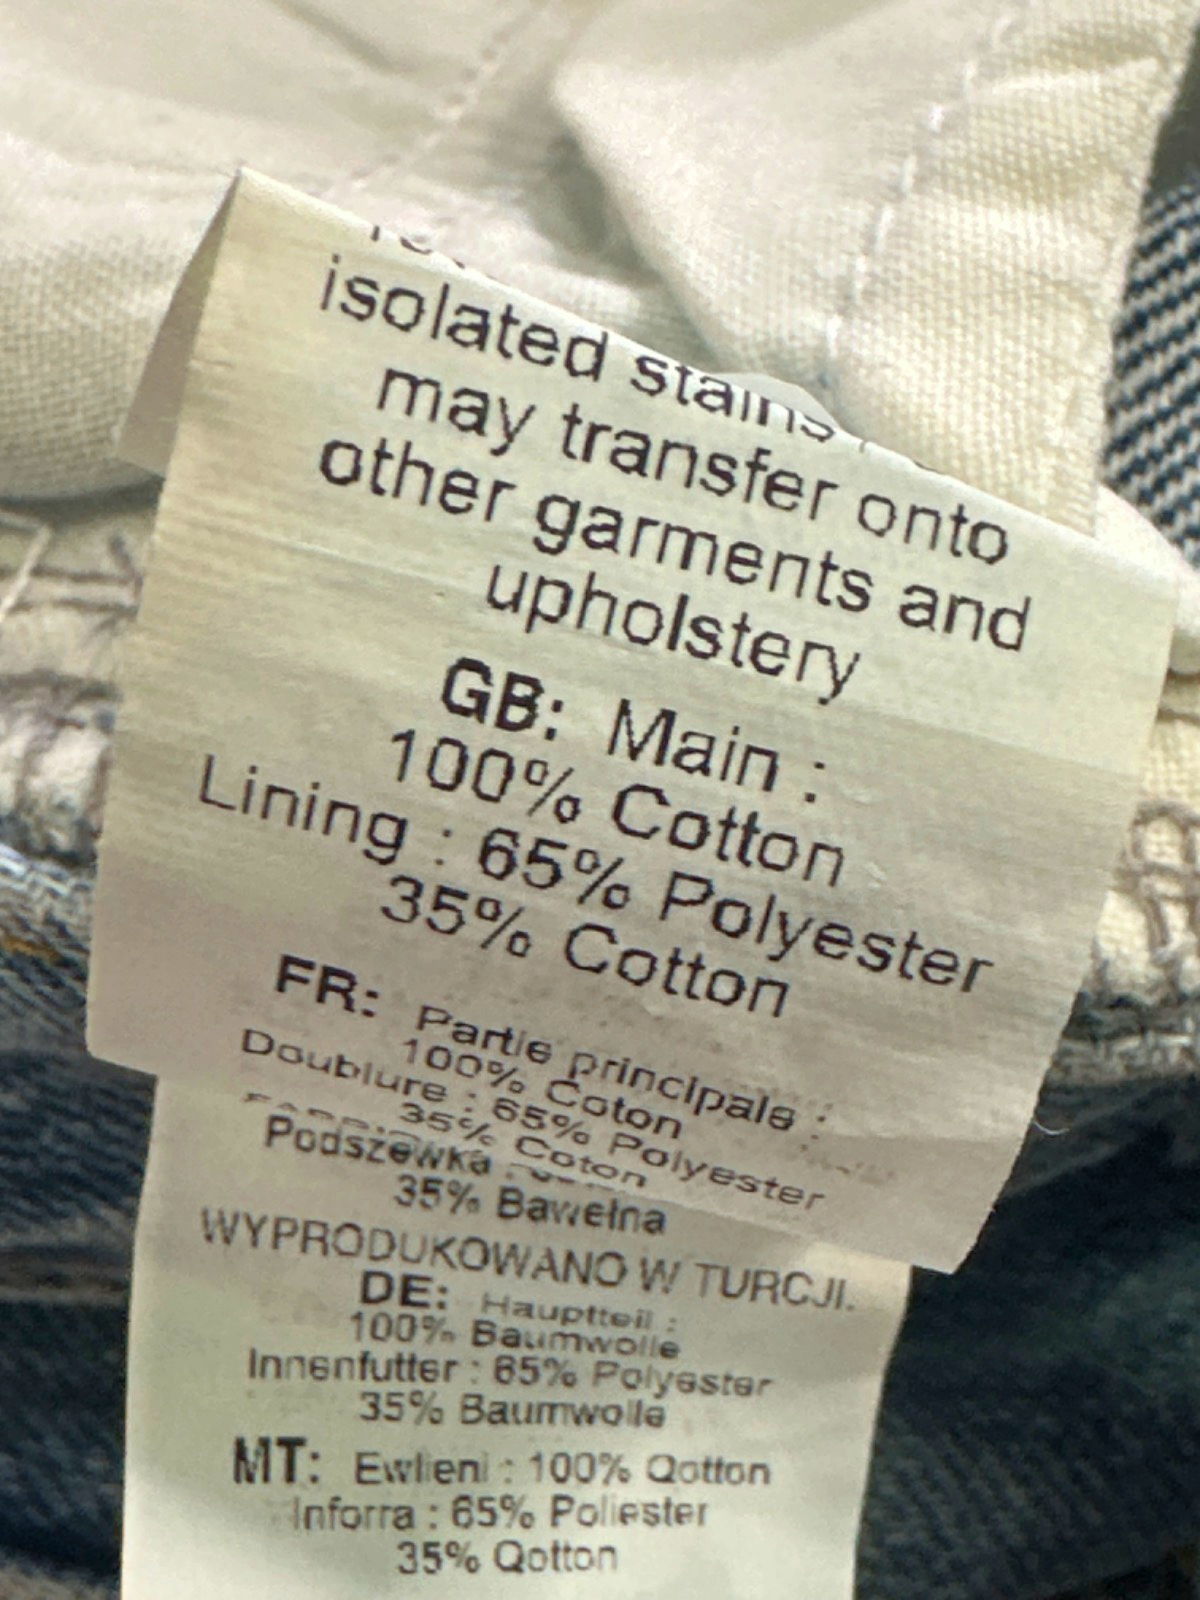 isolated stains
may transfer onto
other garments and
upholstery
GB: Main :
100% Cotton
Lining : 65% Polyester
35% Cotton
FR: Partie principale :
100% Coton
Doublure : 65% Polyester
35% Coton
Podszewka :
35% Bawełna
WYPRODUKOWANO W TURCJI.
DE: Hauptteil :
100% Baumwolle
Innenfutter : 65% Polyester
35% Baumwolle
MT: Ewlieni : 100% Qotton
Inforra : 65% Poliester
35% Qotton